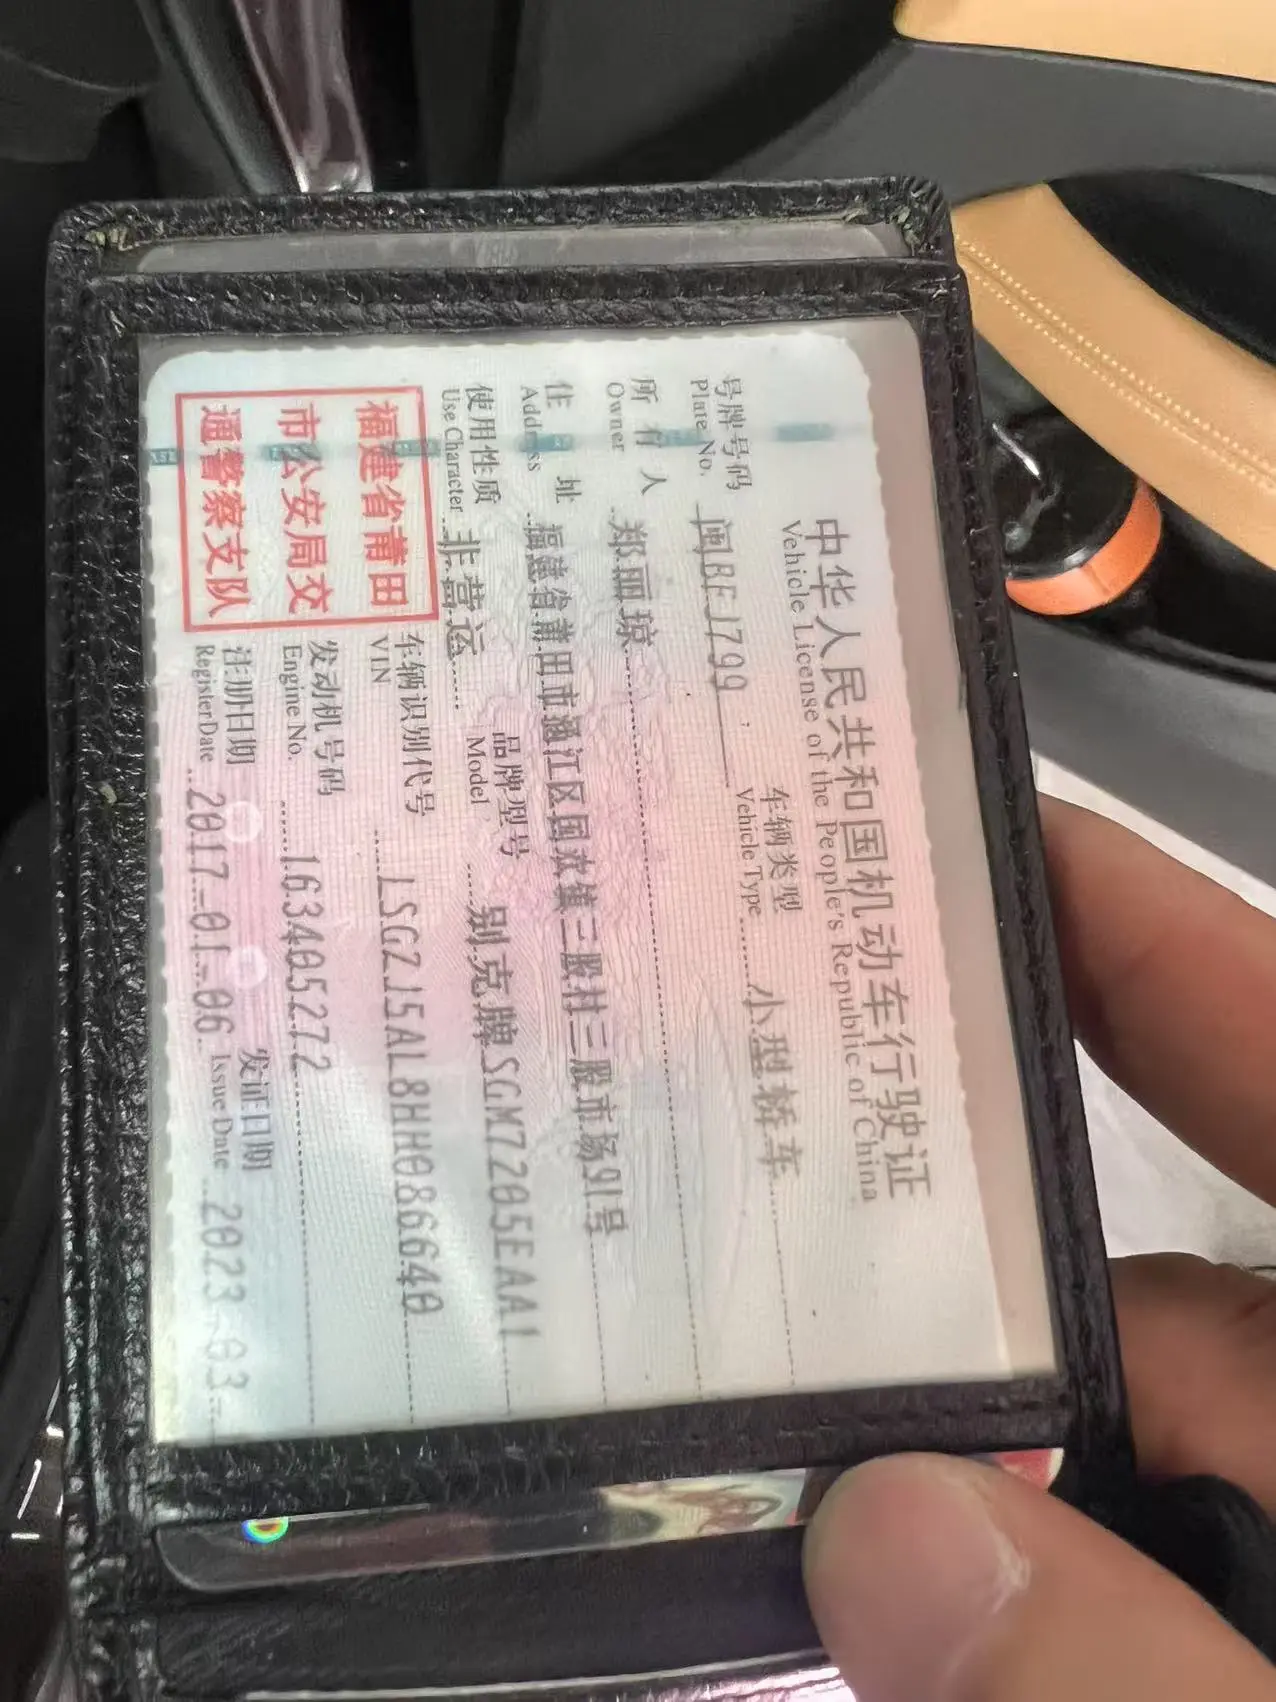 中华人民共和国机动车行驶证
Vehicle License of the People's Republic of China
号牌号码 闽BFJ799 车辆类型 小型轿车
Plate No. Vehicle Type
所有人 郑丽琼
Owner
住址 福建省莆田市涵江区国欢镇三股村三股市场91号
Address
使用性质 非营运 品牌型号 别克牌SGM7205EAA1
Use Character Model
福建省莆田
市公安局交
通警察支队
车辆识别代号 LSGZJ5AL8HH086640
VIN
发动机号码 163405272
Engine No.
注册日期 2017-01-06 发证日期 2023-03-
Register Date Issue Date